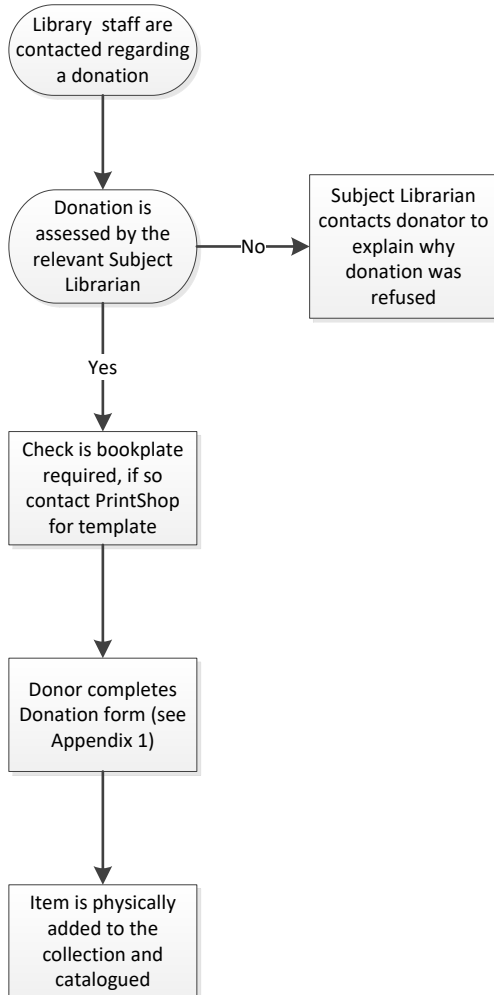 Library staff are
contacted regarding
a donation
Donation is
assessed by the
relevant Subject
Librarian
No
Subject Librarian
contacts donator to
explain why
donation was
refused
Yes
Check is bookplate
required, if so
contact PrintShop
for template
Donor completes
Donation form (see
Appendix 1)
Item is physically
added to the
collection and
catalogued